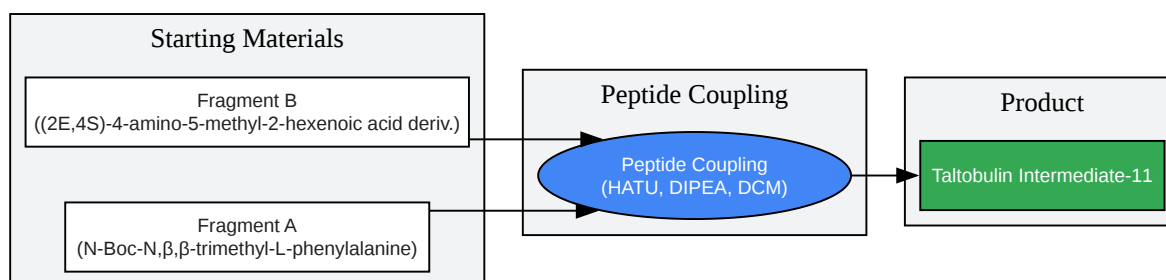 Starting Materials
Fragment B
((2E,4S)-4-amino-5-methyl-2-hexenoic acid deriv.)
Fragment A
(N-Boc-N,β,β-trimethyl-L-phenylalanine)
Peptide Coupling
Peptide Coupling
(HATU, DIPEA, DCM)
Product
Taltobulin Intermediate-11